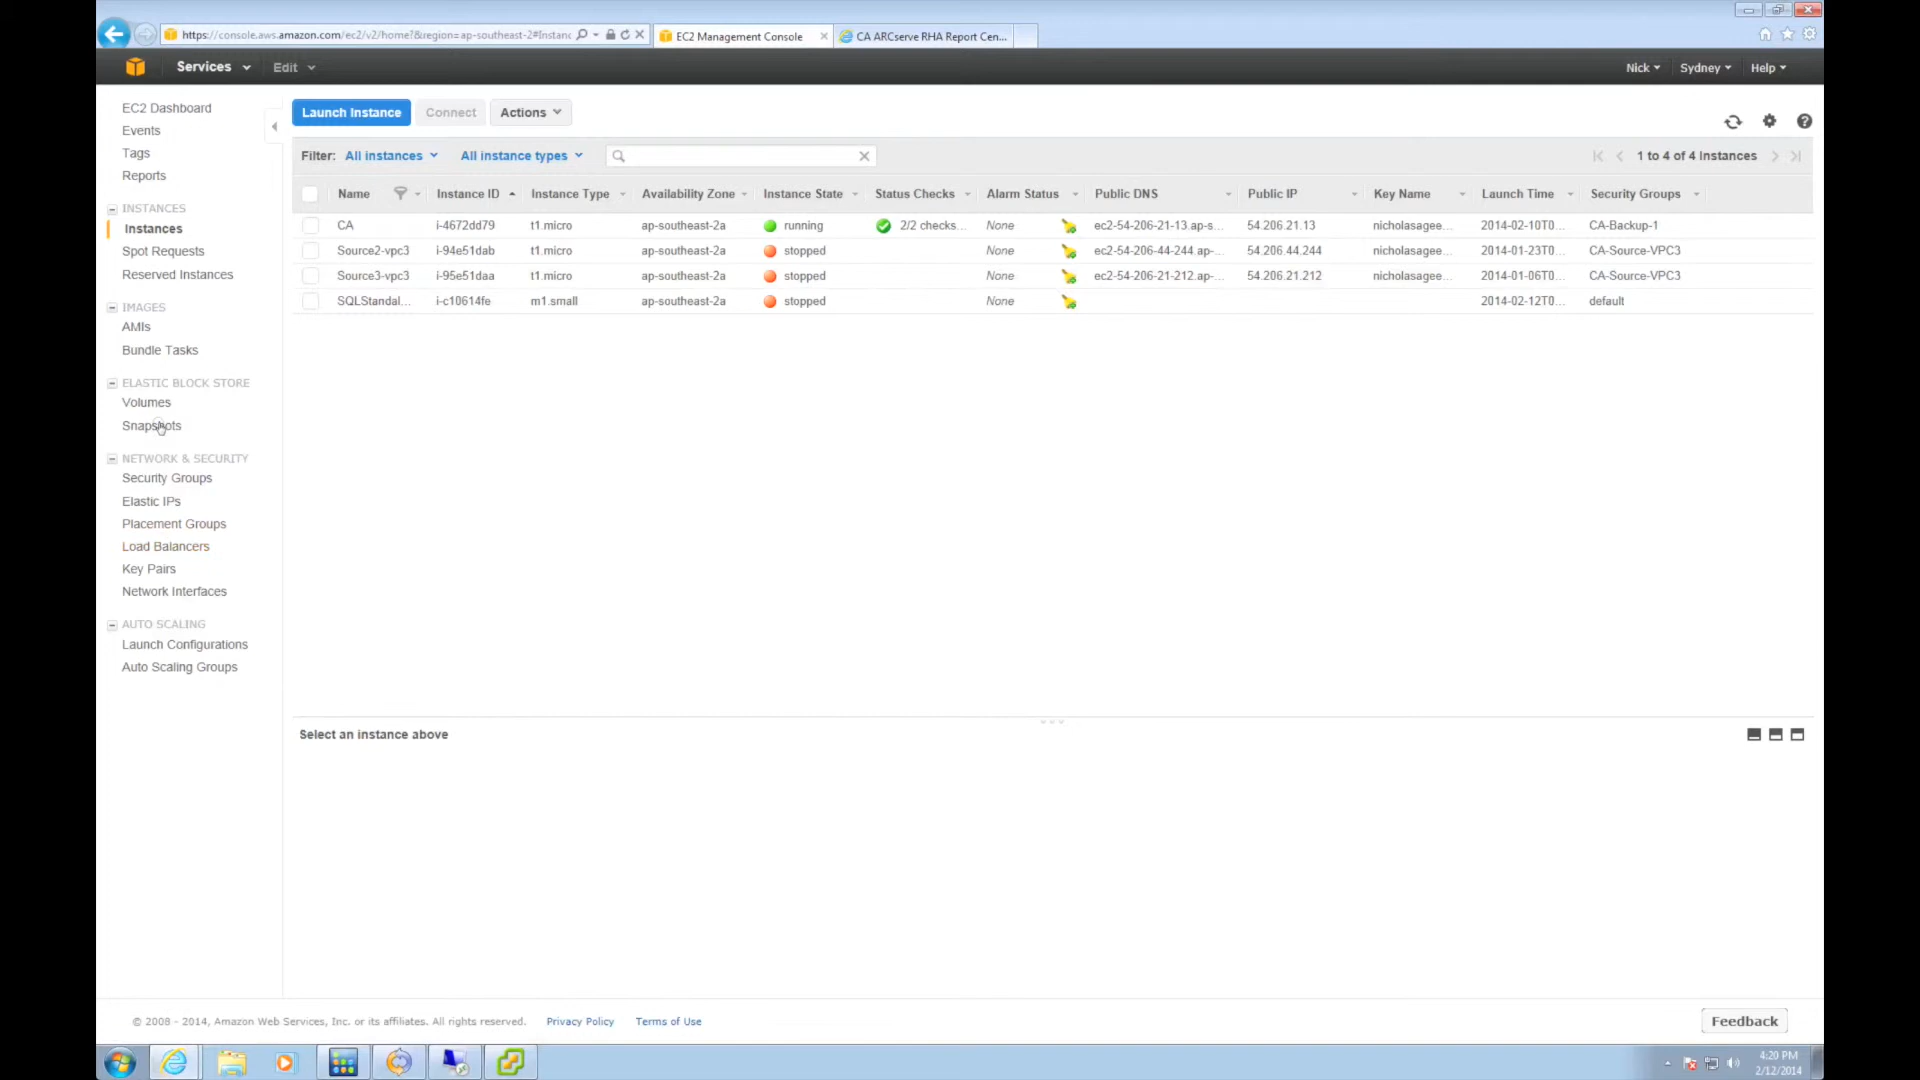 https://console.aws.amazon.com/ec2/v2/home?&region=ap-southeast-2#Instanc
EC2 Management Console
CA ARCserve RHA Report Cen...
Services
Edit
Nick
Sydney
Help
EC2 Dashboard
Events
Tags
Reports
INSTANCES
Instances
Spot Requests
Reserved Instances
IMAGES
AMIs
Bundle Tasks
ELASTIC BLOCK STORE
Volumes
Snapshots
NETWORK & SECURITY
Security Groups
Elastic IPs
Placement Groups
Load Balancers
Key Pairs
Network Interfaces
AUTO SCALING
Launch Configurations
Auto Scaling Groups
Launch Instance Connect Actions
Filter: All instances All instance types 1 to 4 of 4 Instances
Name Instance ID Instance Type Availability Zone Instance State Status Checks Alarm Status Public DNS Public IP Key Name Launch Time Security Groups
CA i-4672dd79 t1.micro ap-southeast-2a running 2/2 checks... None ec2-54-206-21-13.ap-s... 54.206.21.13 nicholasagee... 2014-02-10T0... CA-Backup-1
Source2-vpc3 i-94e51dab t1.micro ap-southeast-2a stopped None ec2-54-206-44-244.ap-... 54.206.44.244 nicholasagee... 2014-01-23T0... CA-Source-VPC3
Source3-vpc3 i-95e51daa t1.micro ap-southeast-2a stopped None ec2-54-206-21-212.ap-... 54.206.21.212 nicholasagee... 2014-01-06T0... CA-Source-VPC3
SQLStandal... i-c10614fe m1.small ap-southeast-2a stopped None 2014-02-12T0... default
Select an instance above
© 2008 - 2014, Amazon Web Services, Inc. or its affiliates. All rights reserved. Privacy Policy Terms of Use
Feedback
4:20 PM
2/12/2014